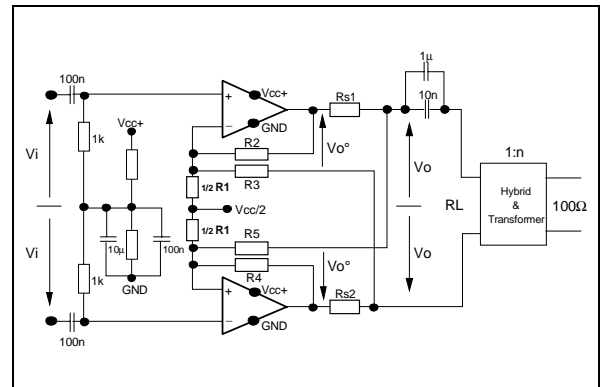 100n
+
−
Vcc+
GND
Rs1
1µ
10n
Vi
1k
Vcc+
R2
R3
Vo°
Vo
1:n
1/2 R1
Vcc/2
RL
Hybrid
&
Transformer
100Ω
1/2 R1
R5
Vi
10µ
100n
1k
GND
R4
Vo°
Vo
Vcc+
+
−
GND
Rs2
100n